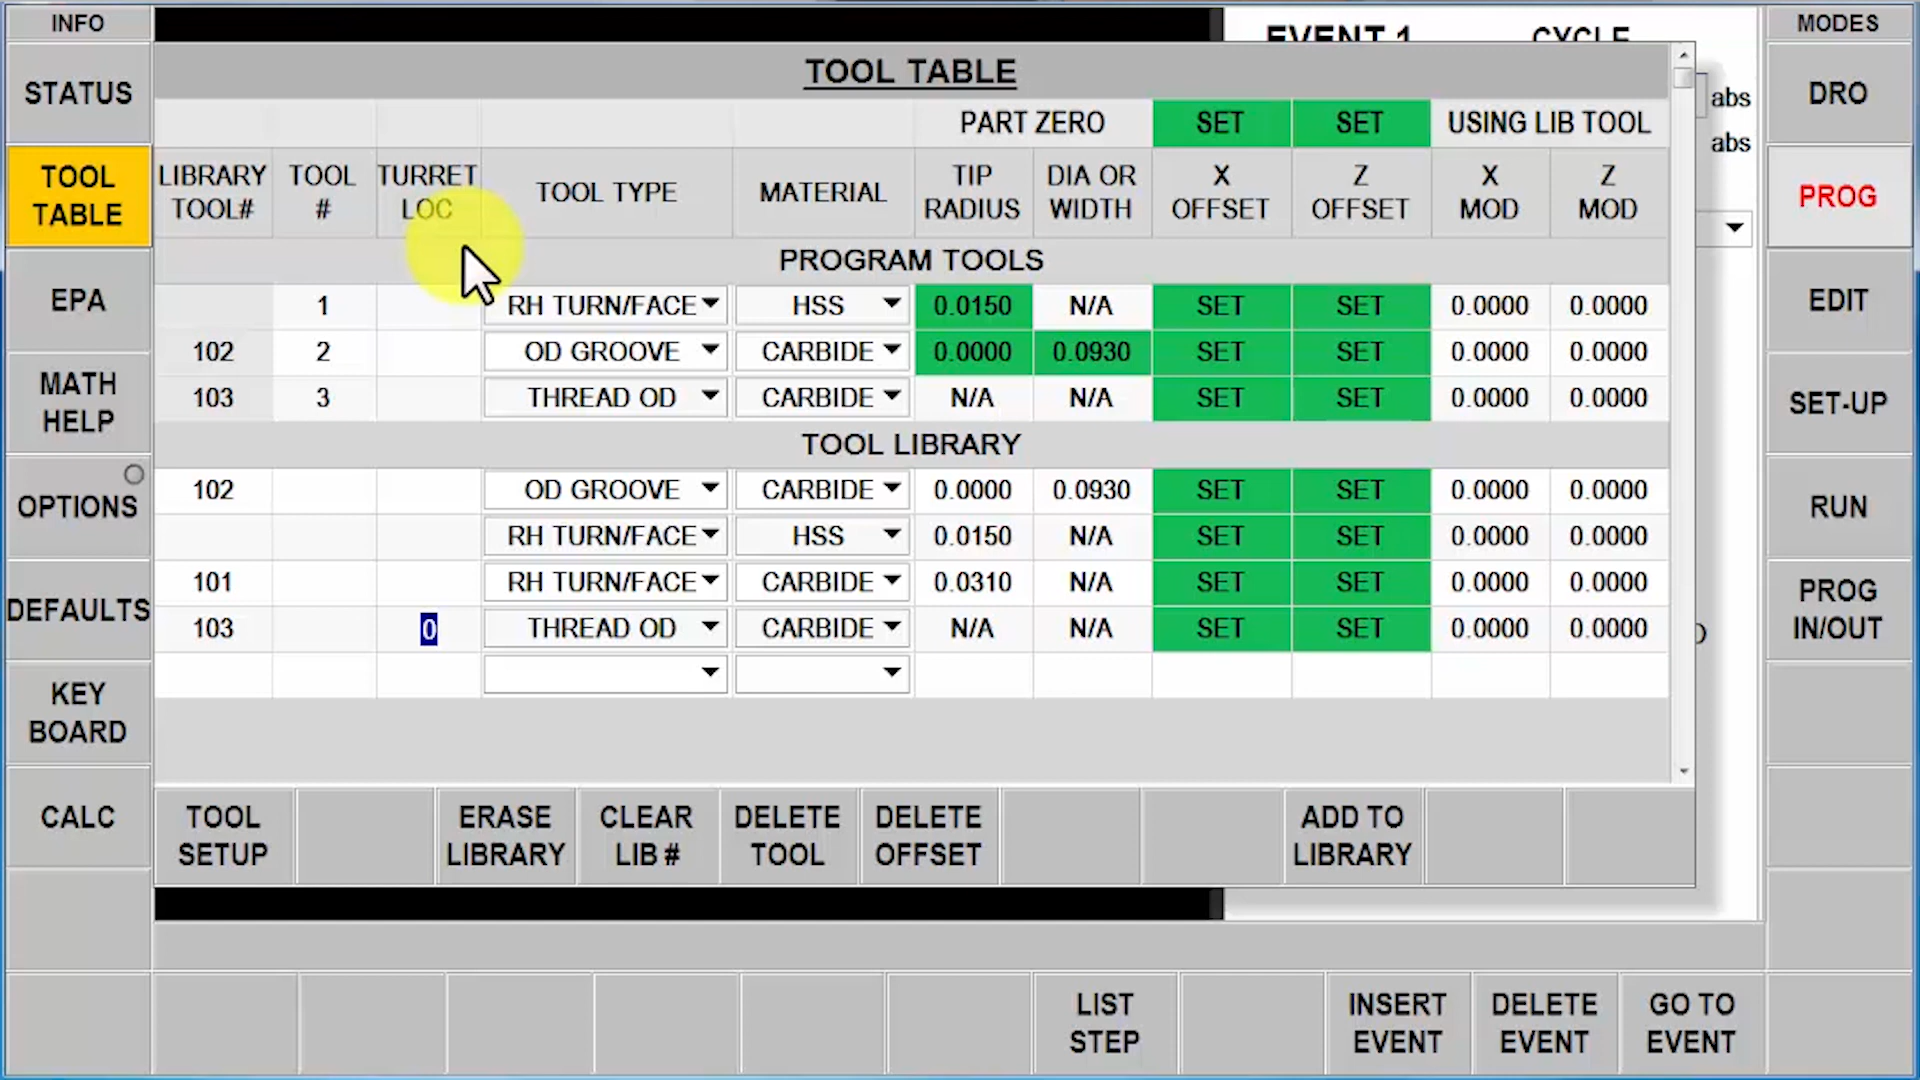 INFO
EVENT 1 CYCLE
MODES
STATUS
TOOL TABLE
abs
DRO
PART ZERO SET SET USING LIB TOOL
abs
TOOL TABLE
LIBRARY TOOL# TOOL # TURRET LOC TOOL TYPE MATERIAL TIP RADIUS DIA OR WIDTH X OFFSET Z OFFSET X MOD Z MOD
PROG
PROGRAM TOOLS
EPA
1 RH TURN/FACE HSS 0.0150 N/A SET SET 0.0000 0.0000
EDIT
102 2 OD GROOVE CARBIDE 0.0000 0.0930 SET SET 0.0000 0.0000
MATH HELP
103 3 THREAD OD CARBIDE N/A N/A SET SET 0.0000 0.0000
SET-UP
TOOL LIBRARY
OPTIONS
102 OD GROOVE CARBIDE 0.0000 0.0930 SET SET 0.0000 0.0000
RUN
RH TURN/FACE HSS 0.0150 N/A SET SET 0.0000 0.0000
101 RH TURN/FACE CARBIDE 0.0310 N/A SET SET 0.0000 0.0000
DEFAULTS
PROG IN/OUT
103 0 THREAD OD CARBIDE N/A N/A SET SET 0.0000 0.0000
KEY BOARD
CALC
TOOL SETUP
ERASE LIBRARY
CLEAR LIB #
DELETE TOOL
DELETE OFFSET
ADD TO LIBRARY
LIST STEP
INSERT EVENT
DELETE EVENT
GO TO EVENT